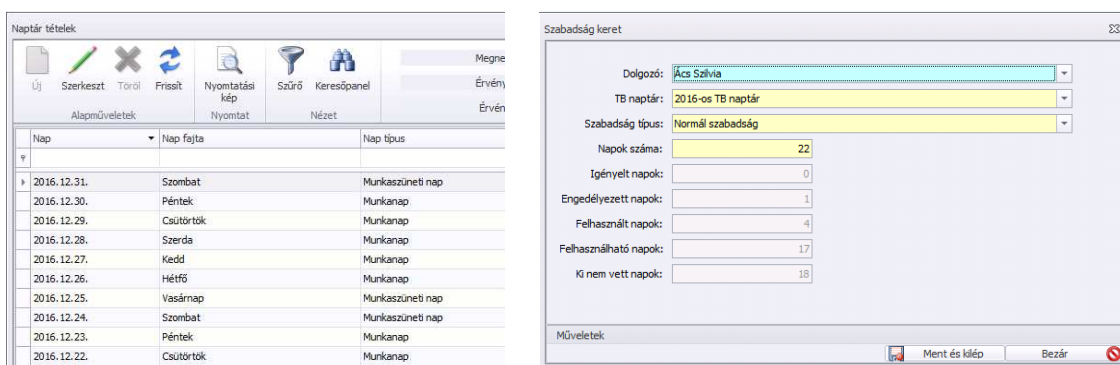 Naptár tételek
Új Szerkeszt Töröl Frissít Nyomtatási kép Szűrő Keresőpanel
Alapműveletek Nyomtat Nézet
Megne
Érvény
Érvén
Nap Nap fajta Nap típus
2016.12.31. Szombat Munkaszüneti nap
2016.12.30. Péntek Munkanap
2016.12.29. Csütörtök Munkanap
2016.12.28. Szerda Munkanap
2016.12.27. Kedd Munkanap
2016.12.26. Hétfő Munkanap
2016.12.25. Vasárnap Munkaszüneti nap
2016.12.24. Szombat Munkaszüneti nap
2016.12.23. Péntek Munkanap
2016.12.22. Csütörtök Munkanap
Szabadság keret
Dolgozó: Ács Szilvia
TB naptár: 2016-os TB naptár
Szabadság típus: Normál szabadság
Napok száma: 22
Igényelt napok: 0
Engedélyezett napok: 1
Felhasznált napok: 4
Felhasználható napok: 17
Ki nem vett napok: 18
Műveletek
Ment és kilép Bezár